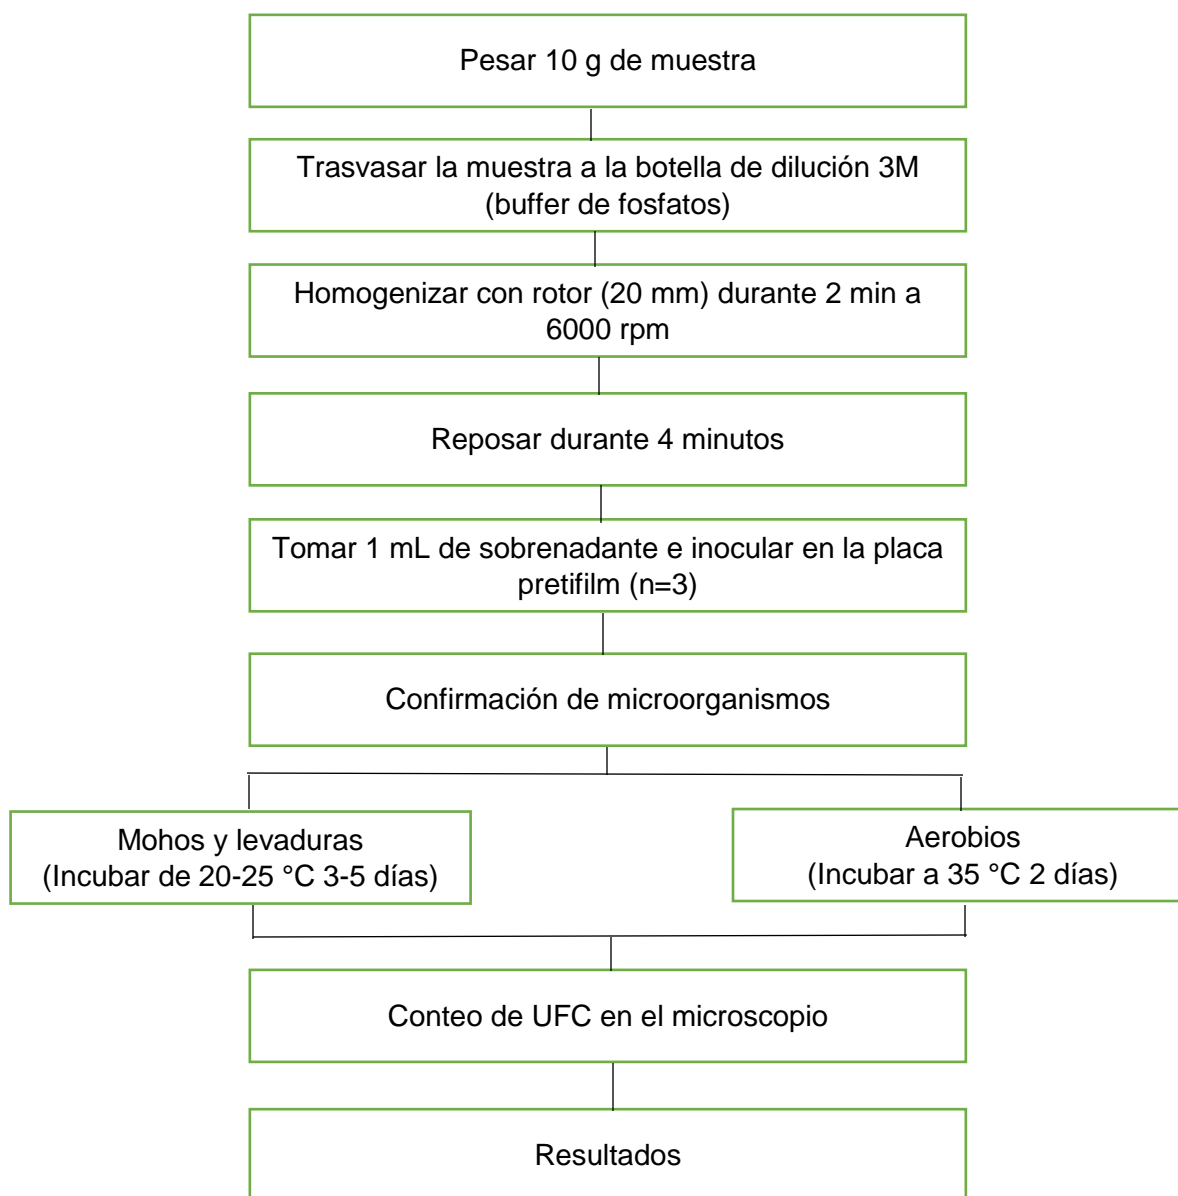 Pesar 10 g de muestra
Trasvasar la muestra a la botella de dilución 3M
(buffer de fosfatos)
Homogenizar con rotor (20 mm) durante 2 min a
6000 rpm
Reposar durante 4 minutos
Tomar 1 mL de sobrenadante e inocular en la placa
pretifilm (n=3)
Confirmación de microorganismos
Mohos y levaduras
(Incubar de 20-25 °C 3-5 días)
Aerobios
(Incubar a 35 °C 2 días)
Conteo de UFC en el microscopio
Resultados